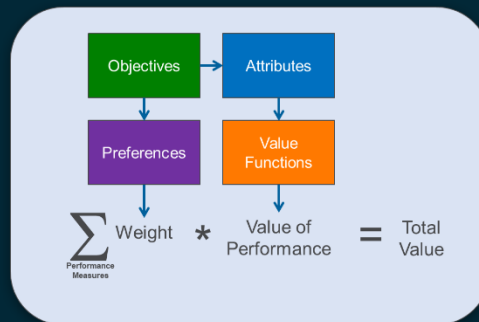 Objectives
Attributes
Preferences
Value
Functions
∑ Weight * Value of
Performance = Total
Value
Performance
Measures